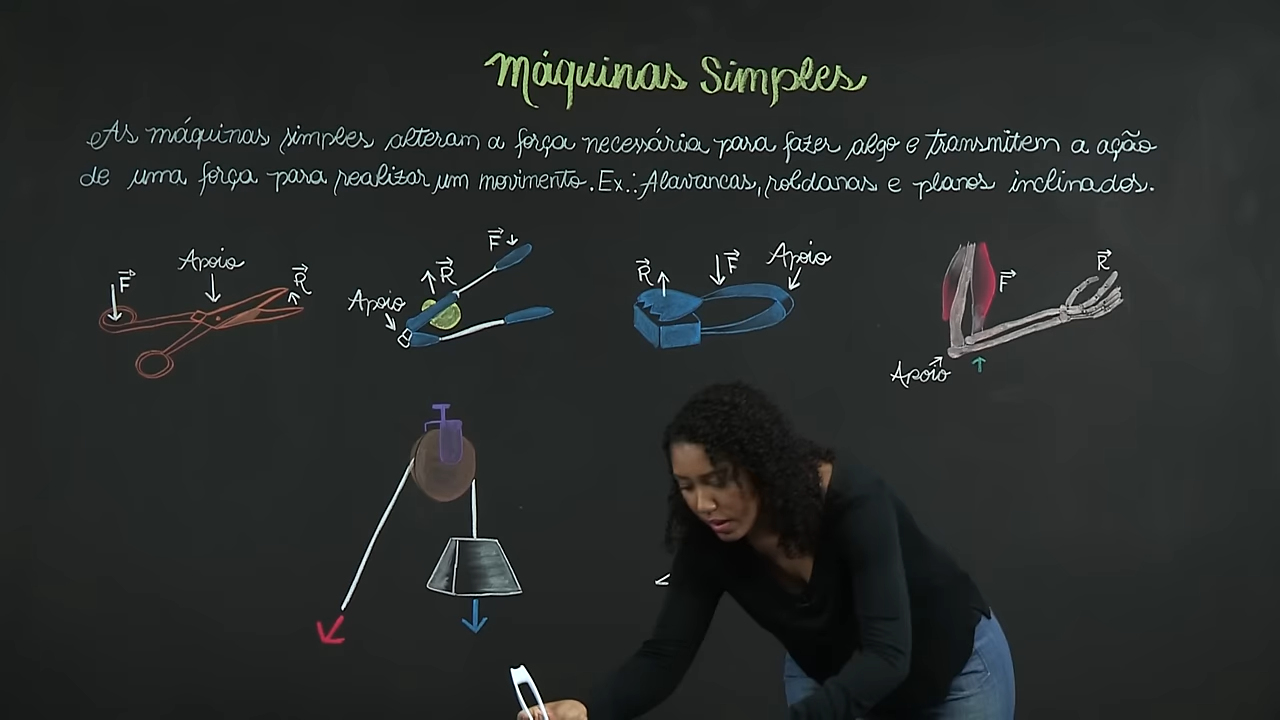 Máquinas Simples
As máquinas simples alteram a força necessária para fazer algo e transmitem a ação
de uma força para realizar um movimento. Ex.: Alavancas, roldanas e planos inclinados.
F Apoio R
Apoio R F
R F Apoio
F R
Apoio